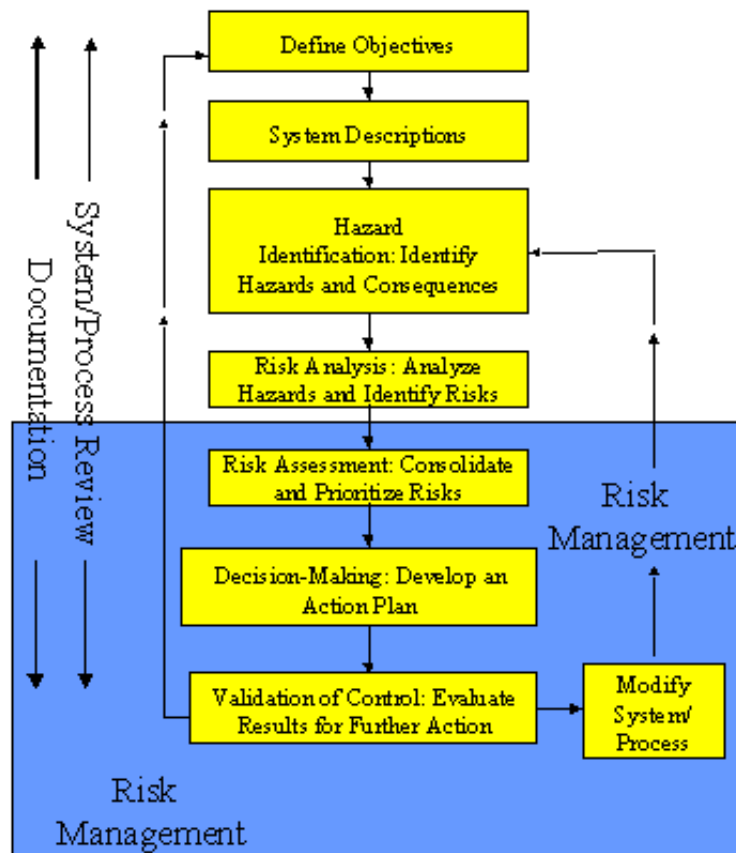 Define Objectives
System Descriptions
Hazard
Identification: Identify
Hazards and Consequences
Risk Analysis: Analyze
Hazards and Identify Risks
Risk Assessment: Consolidate
and Prioritize Risks
Decision-Making: Develop an
Action Plan
Validation of Control: Evaluate
Results for Further Action
Modify
System/
Process
Risk
Management
Risk
Management
System/Process Review
Documentation